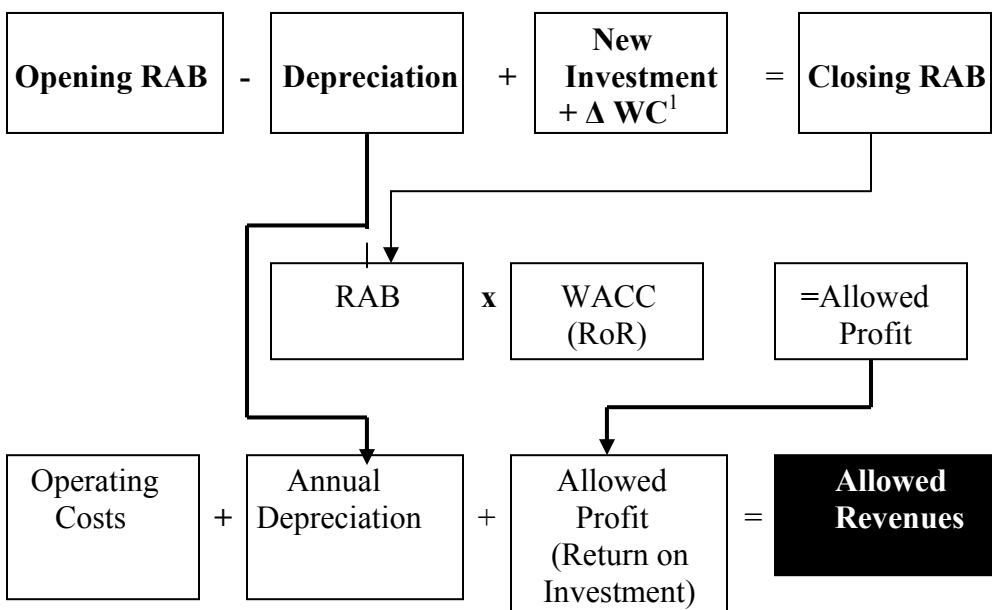 New
Opening RAB - Depreciation + Investment = Closing RAB
+ Δ WC1
RAB x WACC =Allowed
(RoR) Profit
Operating Annual Allowed Allowed
Costs + Depreciation + Profit = Revenues
(Return on
Investment)